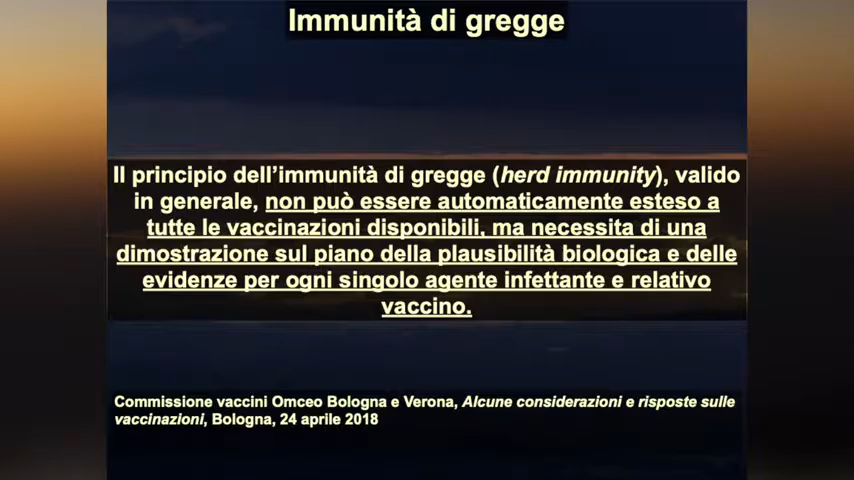 Immunità di gregge
Il principio dell’immunità di gregge (herd immunity), valido
in generale, non può essere automaticamente esteso a
tutte le vaccinazioni disponibili, ma necessita di una
dimostrazione sul piano della plausibilità biologica e delle
evidenze per ogni singolo agente infettante e relativo
vaccino.
Commissione vaccini Omceo Bologna e Verona, Alcune considerazioni e risposte sulle
vaccinazioni, Bologna, 24 aprile 2018